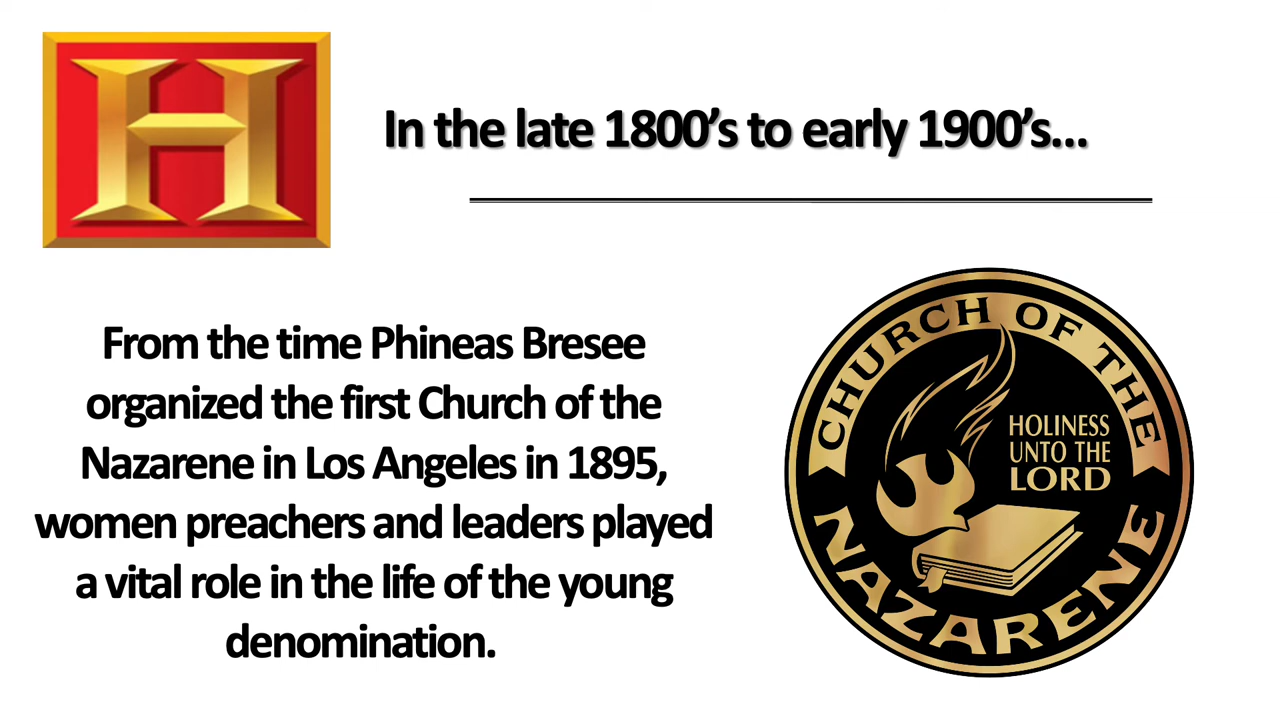 H
In the late 1800’s to early 1900’s...
From the time Phineas Bresee
organized the first Church of the
Nazarene in Los Angeles in 1895,
women preachers and leaders played
a vital role in the life of the young
denomination.
CHURCH OF THE
HOLINESS
UNTO THE
LORD
NAZARENE